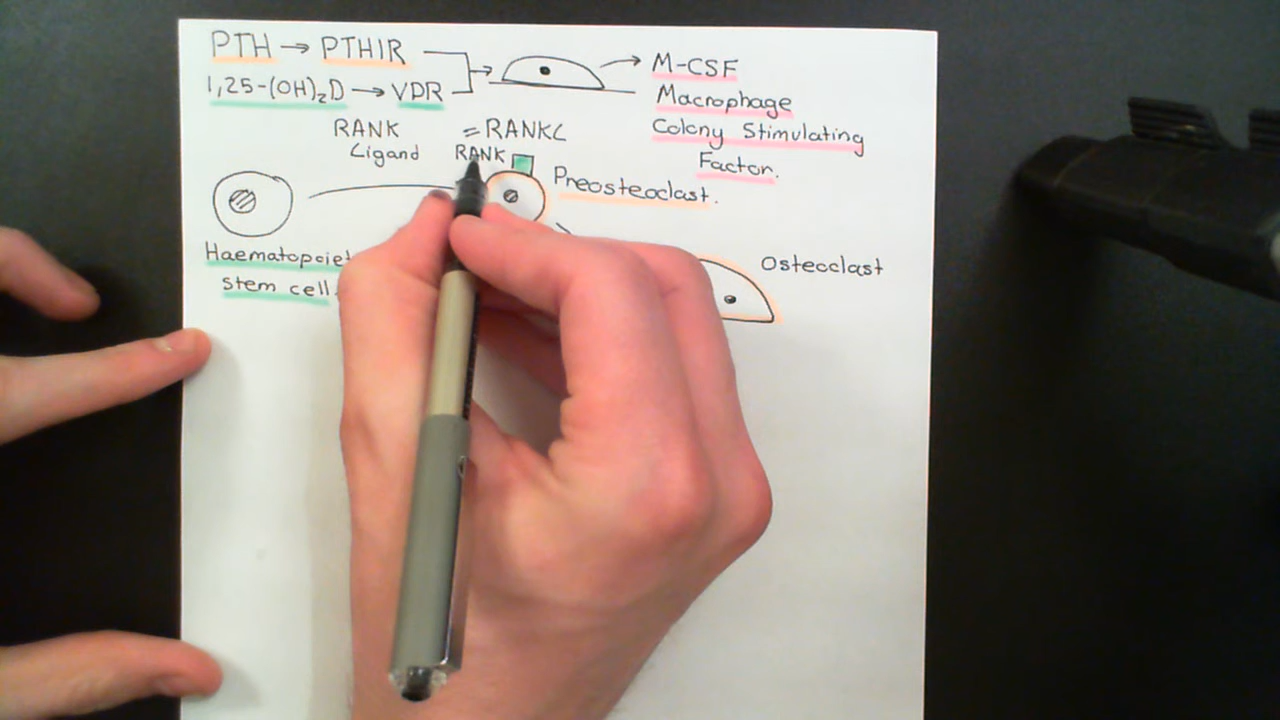 PTH → PTH1R
M-CSF
1,25-(OH)₂D → VDR
Macrophage
Colony Stimulating
Factor.
RANK = RANKL
Ligand
RANK
Preosteoclast.
Haematopoiet
stem cell
Osteoclast